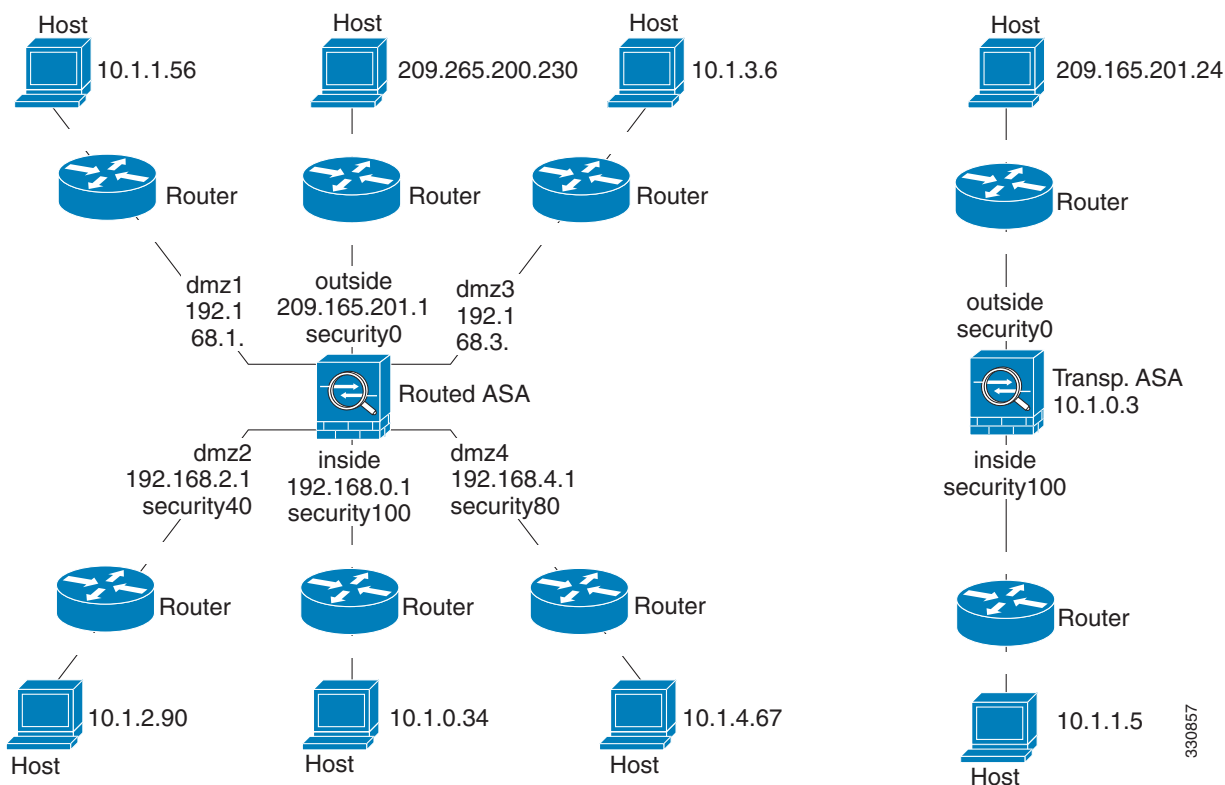 Host
10.1.1.56
Host
209.265.200.230
Host
10.1.3.6
Host
209.165.201.24
Router
Router
Router
Router
dmz1
192.1
68.1.
outside
209.165.201.1
security0
dmz3
192.1
68.3.
outside
security0
Routed ASA
Transp. ASA
10.1.0.3
dmz2
192.168.2.1
security40
inside
192.168.0.1
security100
dmz4
192.168.4.1
security80
inside
security100
Router
Router
Router
Router
10.1.2.90
Host
10.1.0.34
Host
10.1.4.67
Host
10.1.1.5
Host
330857